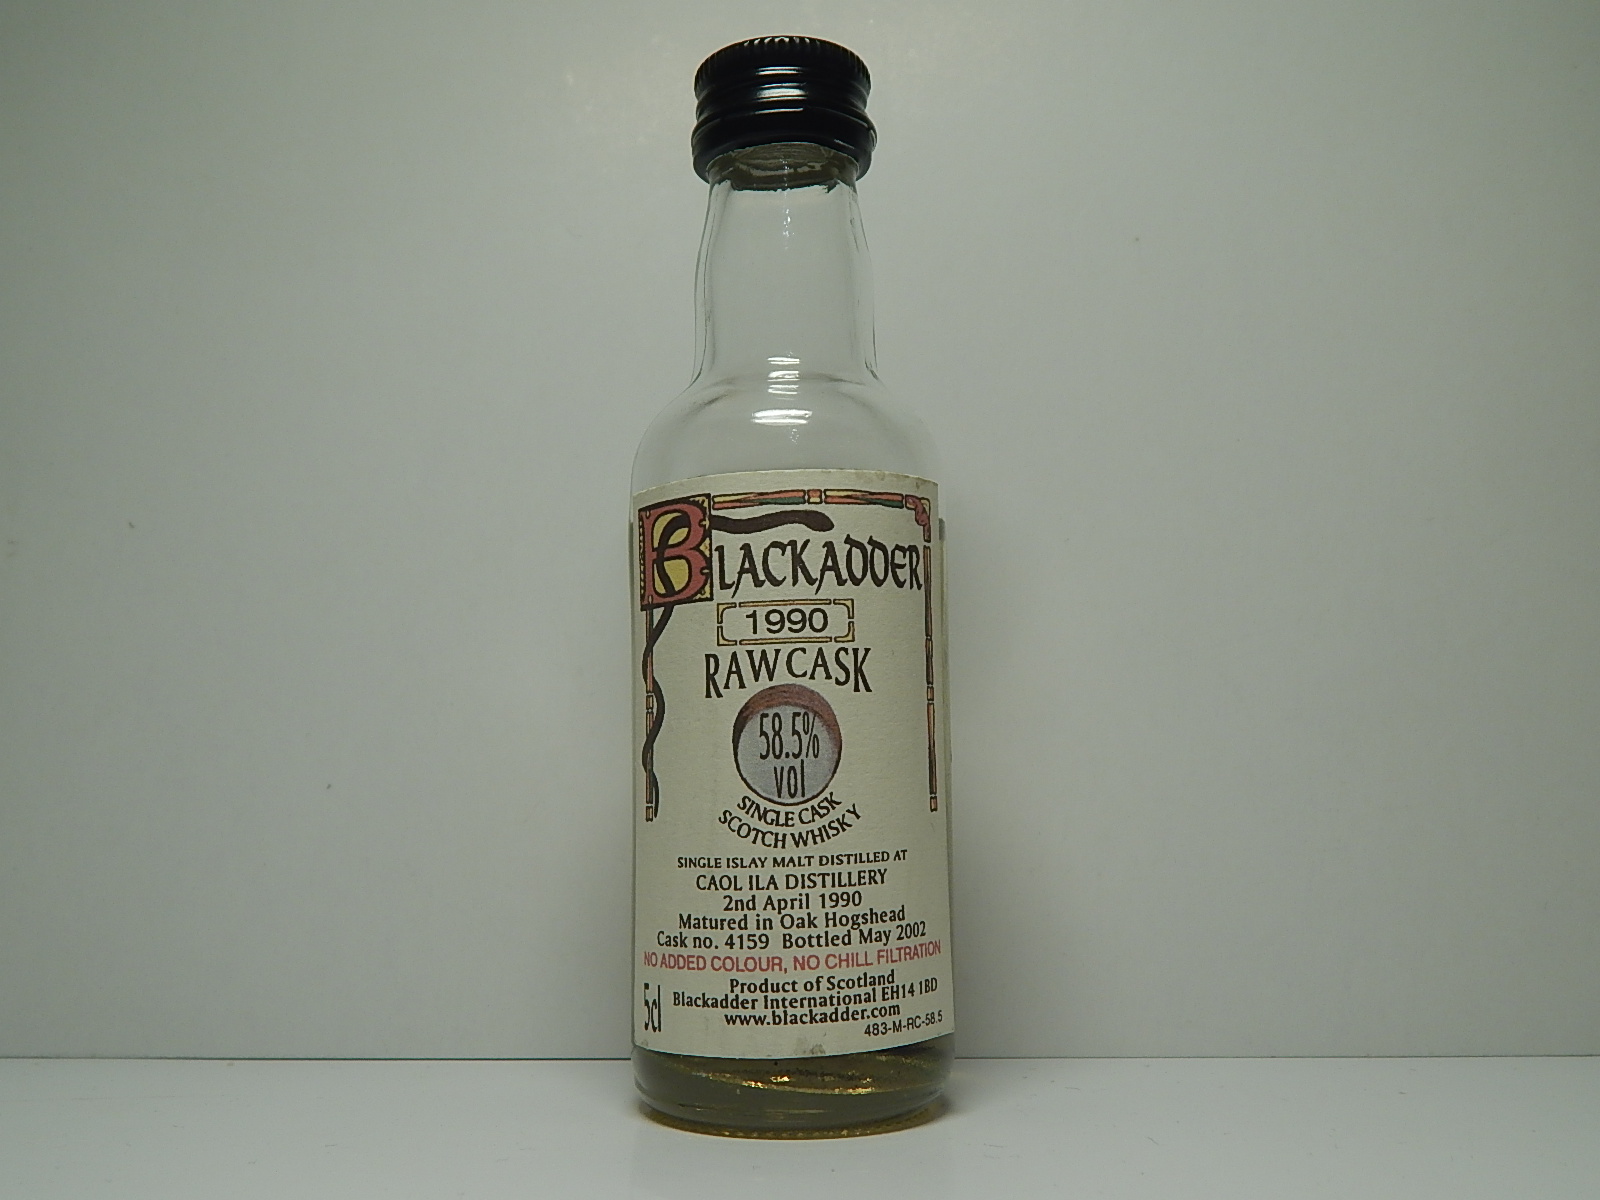 BLACKADDER
1990
RAW CASK
58.5%
vol
SINGLE CASK
SCOTCH WHISKY
SINGLE ISLAY MALT DISTILLED AT
CAOL ILA DISTILLERY
2nd April 1990
Matured in Oak Hogshead
Cask no. 4159 Bottled May 2002
NO ADDED COLOUR, NO CHILL FILTRATION
Product of Scotland
Blackadder International EH14 1BD
www.blackadder.com
5cl
483-M-RC-58.5